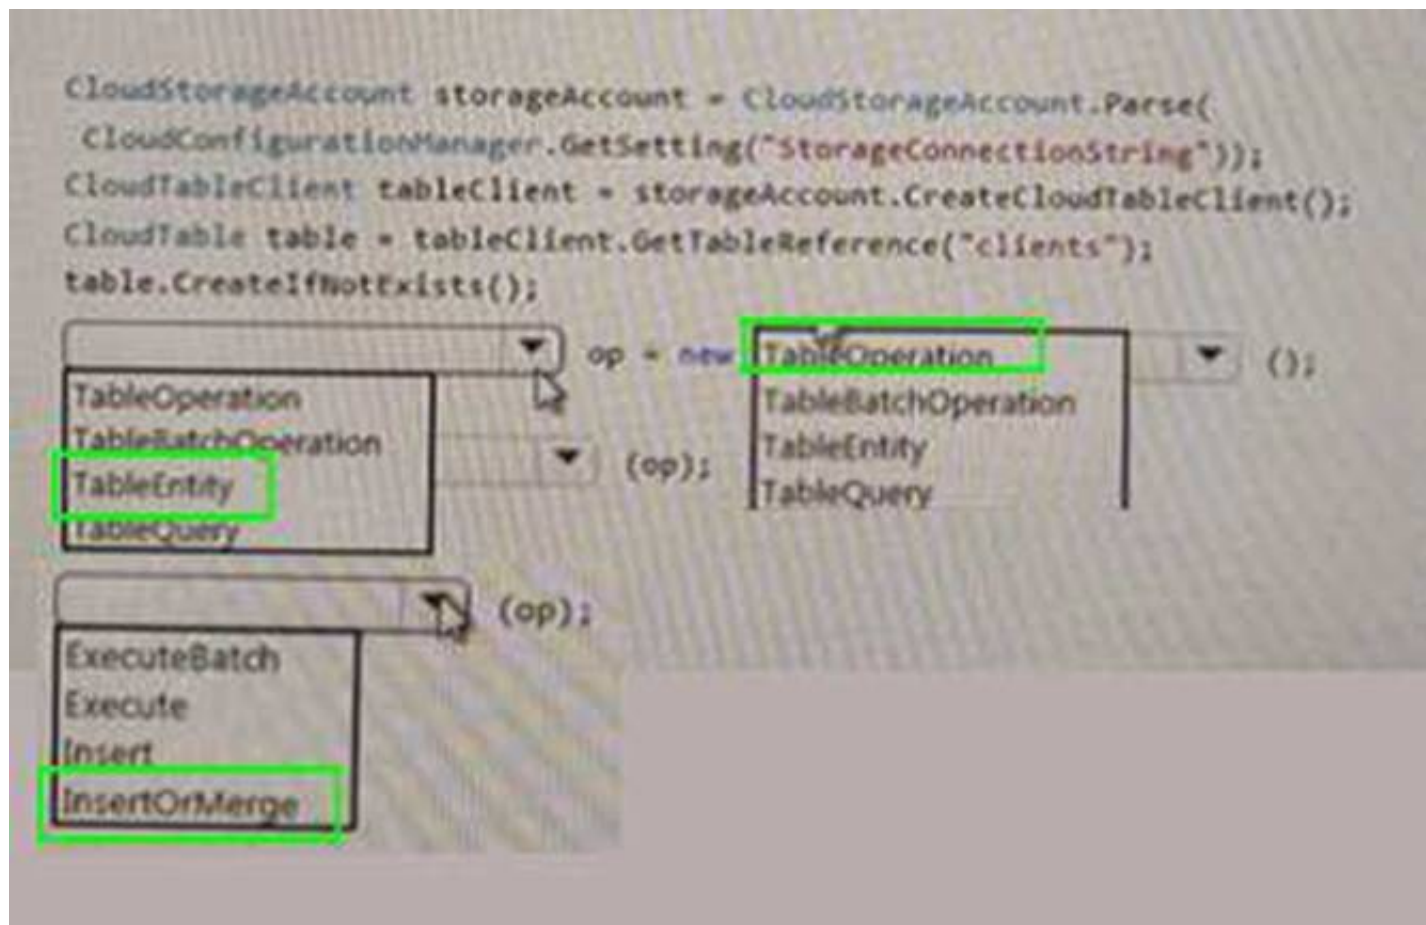 CloudStorageAccount storageAccount = CloudStorageAccount.Parse(
CloudConfigurationManager.GetSetting("StorageConnectionString"));
CloudTableClient tableClient = storageAccount.CreateCloudTableClient();
CloudTable table = tableClient.GetTableReference("clients");
table.CreateIfNotExists();
op = new TableOperation ();
TableBatchOperation
TableEntity
TableQuery
TableOperation
TableBatchOperation
TableEntity
TableQuery
(op);
(op);
ExecuteBatch
Execute
Insert
InsertOrMerge